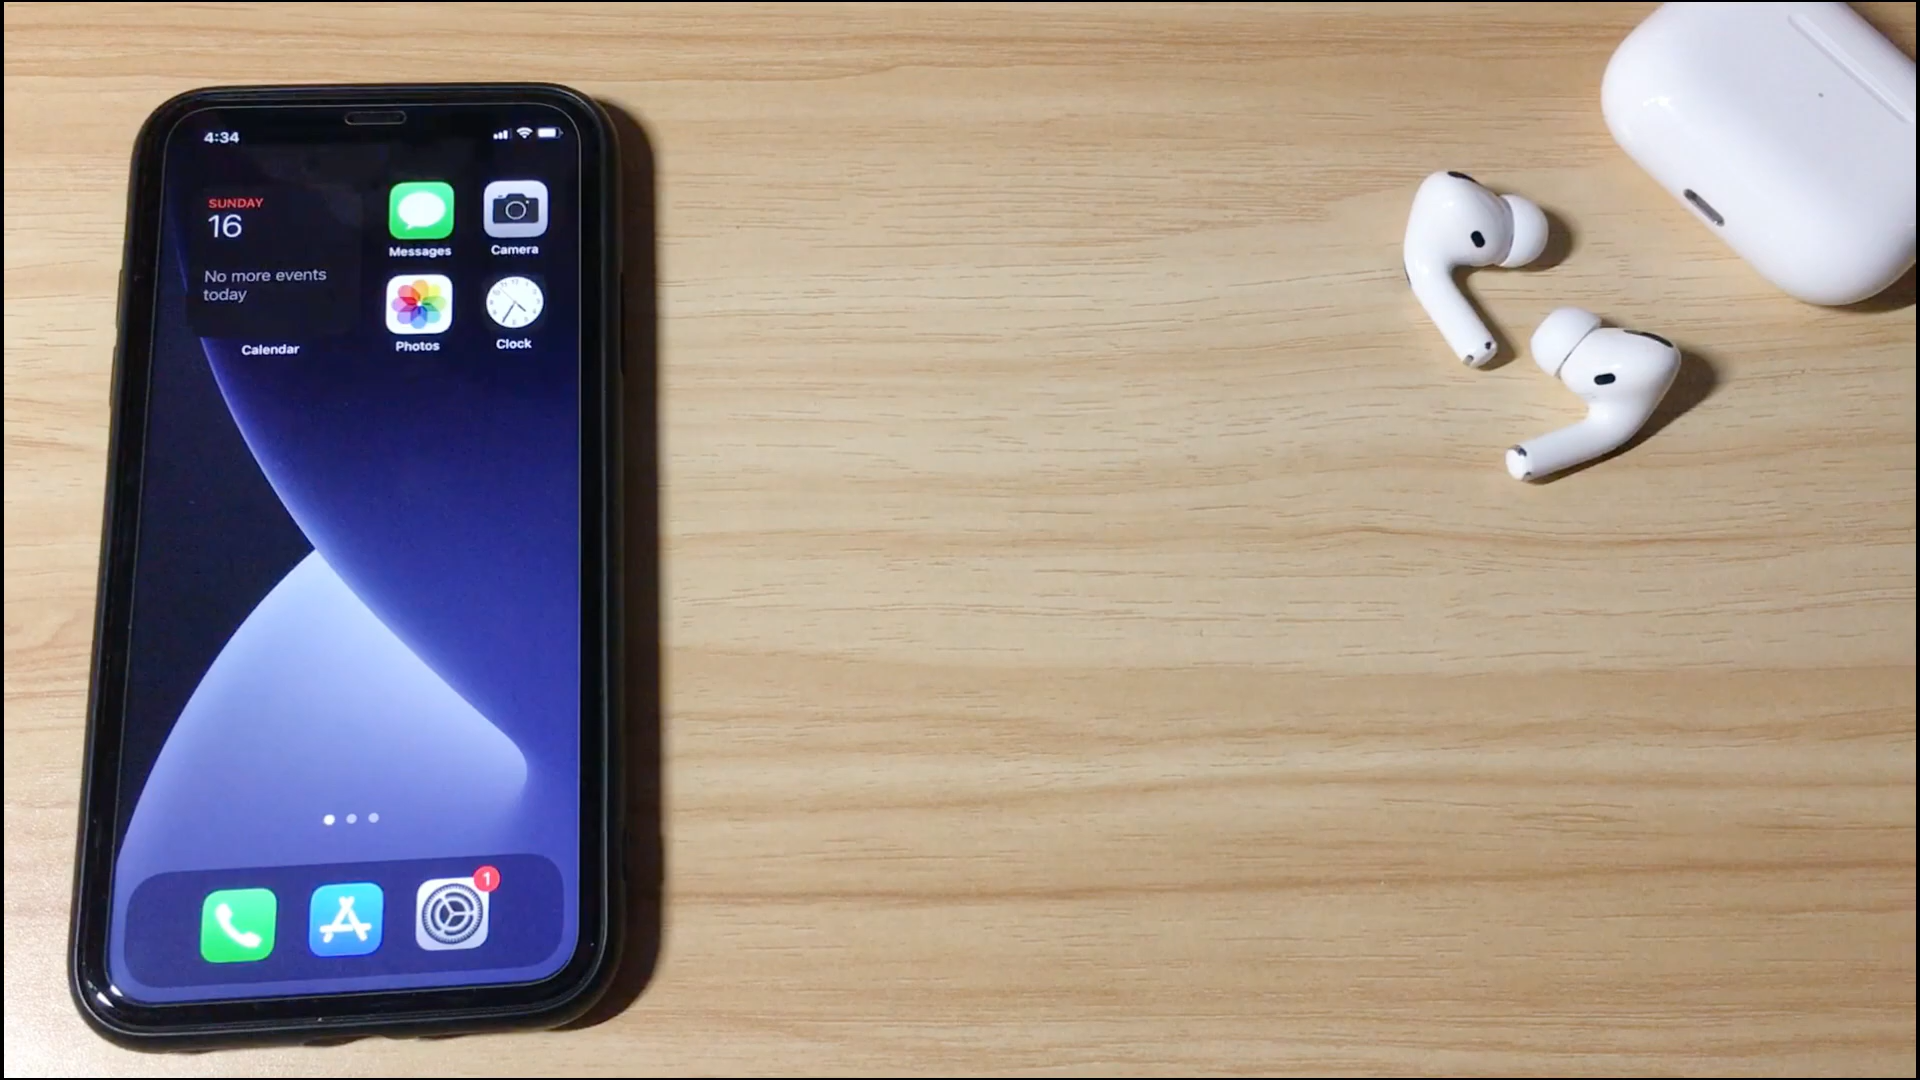 4:34
SUNDAY
16
No more events
today
Calendar
Messages
Camera
Photos
Clock
1